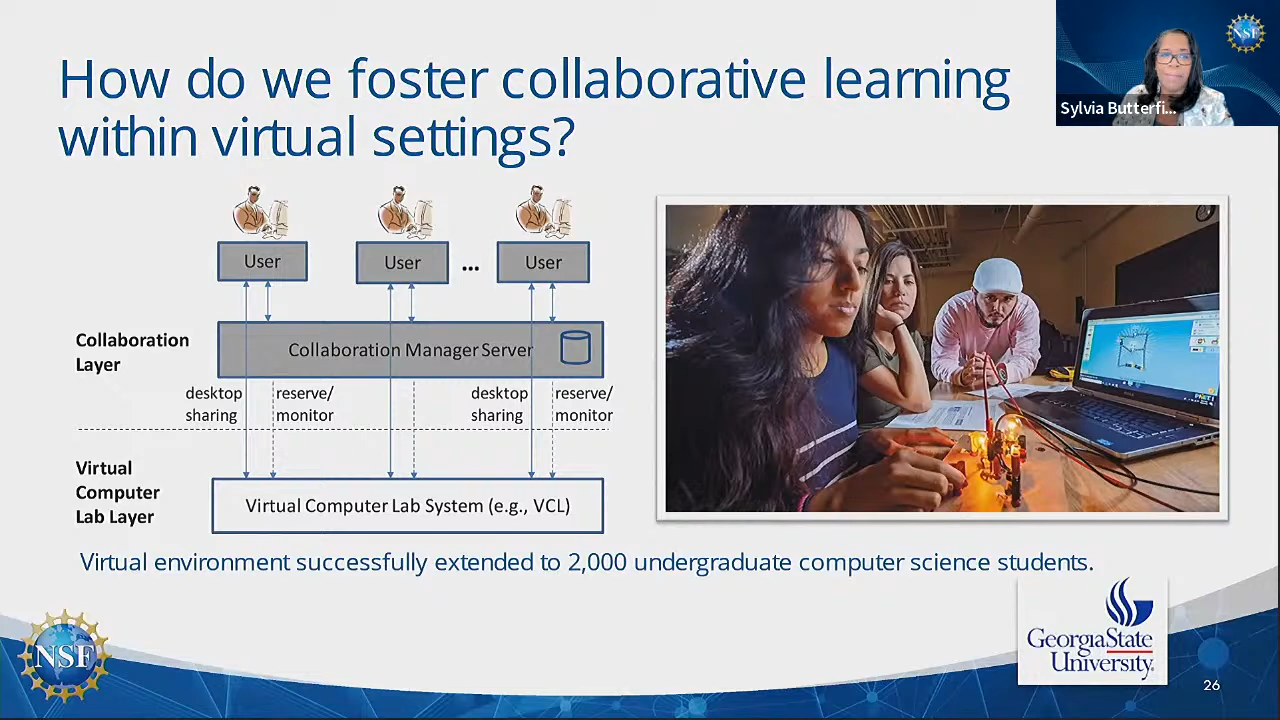 How do we foster collaborative learning
within virtual settings?
NSF
Sylvia Butterfi...
User
User
...
User
Collaboration
Layer
Collaboration Manager Server
desktop
sharing
reserve/
monitor
desktop
sharing
reserve/
monitor
Virtual
Computer
Lab Layer
Virtual Computer Lab System (e.g., VCL)
Virtual environment successfully extended to 2,000 undergraduate computer science students.
NSF
GeorgiaState
University
26